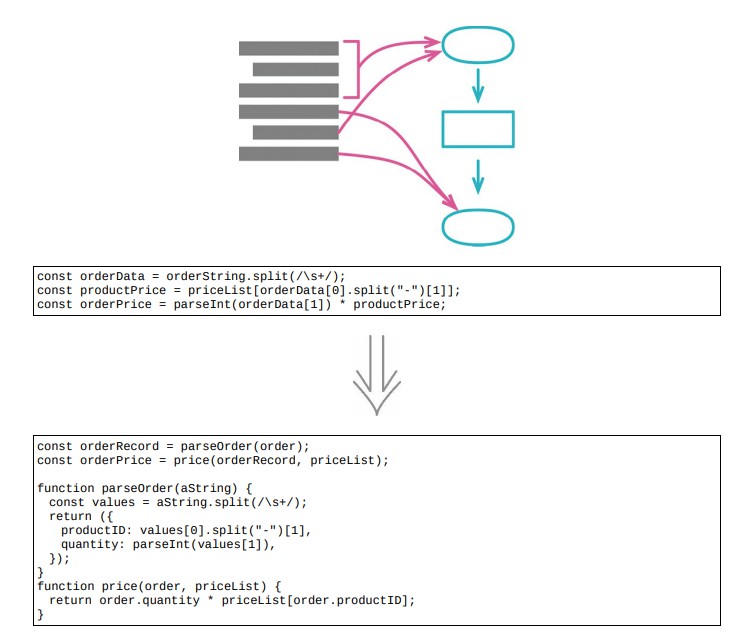 const orderData = orderString.split(/\s+/);
const productPrice = priceList[orderData[0].split("-")[1]];
const orderPrice = parseInt(orderData[1]) * productPrice;
const orderRecord = parseOrder(order);
const orderPrice = price(orderRecord, priceList);
function parseOrder(aString) {
  const values = aString.split(/\s+/);
  return ({
    productID: values[0].split("-")[1],
    quantity: parseInt(values[1]),
  });
}
function price(order, priceList) {
  return order.quantity * priceList[order.productID];
}